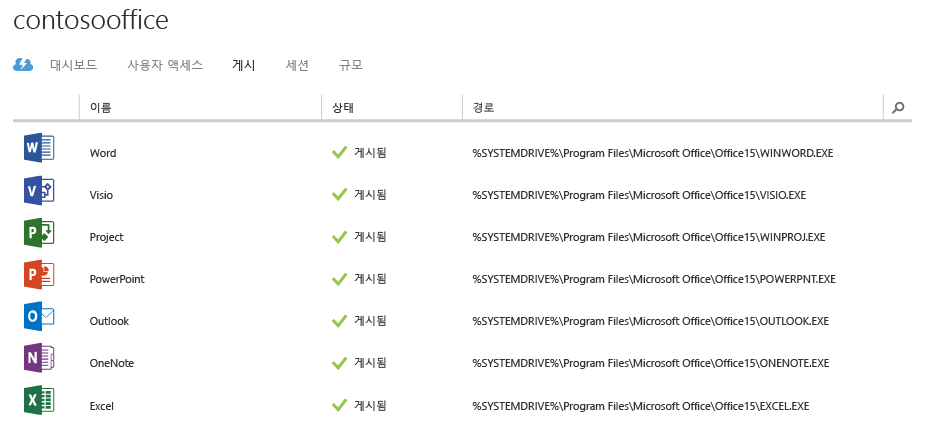 contosooffice
대시보드 사용자 액세스 게시 세션 규모
이름 상태 경로
W Word 게시됨 %SYSTEMDRIVE%\Program Files\Microsoft Office\Office15\WINWORD.EXE
V Visio 게시됨 %SYSTEMDRIVE%\Program Files\Microsoft Office\Office15\VISIO.EXE
P Project 게시됨 %SYSTEMDRIVE%\Program Files\Microsoft Office\Office15\WINPROJ.EXE
P PowerPoint 게시됨 %SYSTEMDRIVE%\Program Files\Microsoft Office\Office15\POWERPNT.EXE
O Outlook 게시됨 %SYSTEMDRIVE%\Program Files\Microsoft Office\Office15\OUTLOOK.EXE
N OneNote 게시됨 %SYSTEMDRIVE%\Program Files\Microsoft Office\Office15\ONENOTE.EXE
X Excel 게시됨 %SYSTEMDRIVE%\Program Files\Microsoft Office\Office15\EXCEL.EXE